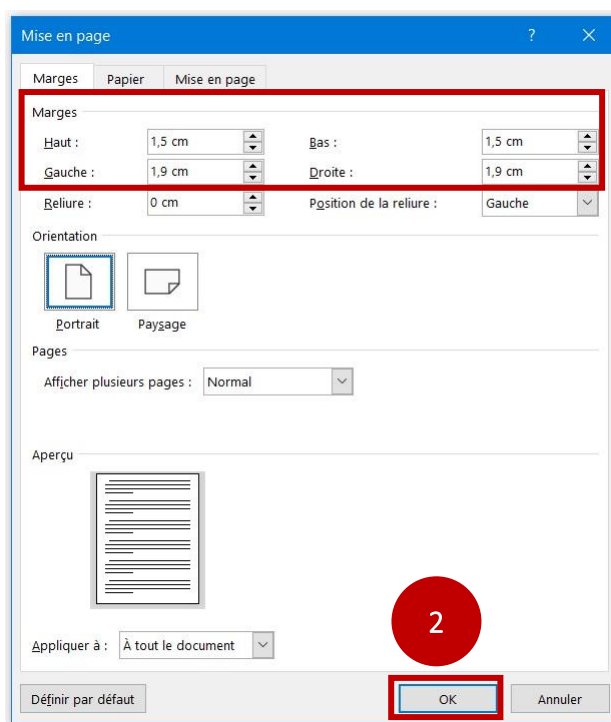 Mise en page ? ×
Marges Papier Mise en page
Marges
Haut : 1,5 cm Bas : 1,5 cm
Gauche : 1,9 cm Droite : 1,9 cm
Reliure : 0 cm Position de la reliure : Gauche
Orientation
Portrait Paysage
Pages
Afficher plusieurs pages : Normal
Aperçu
2
Appliquer à : À tout le document
Définir par défaut OK Annuler